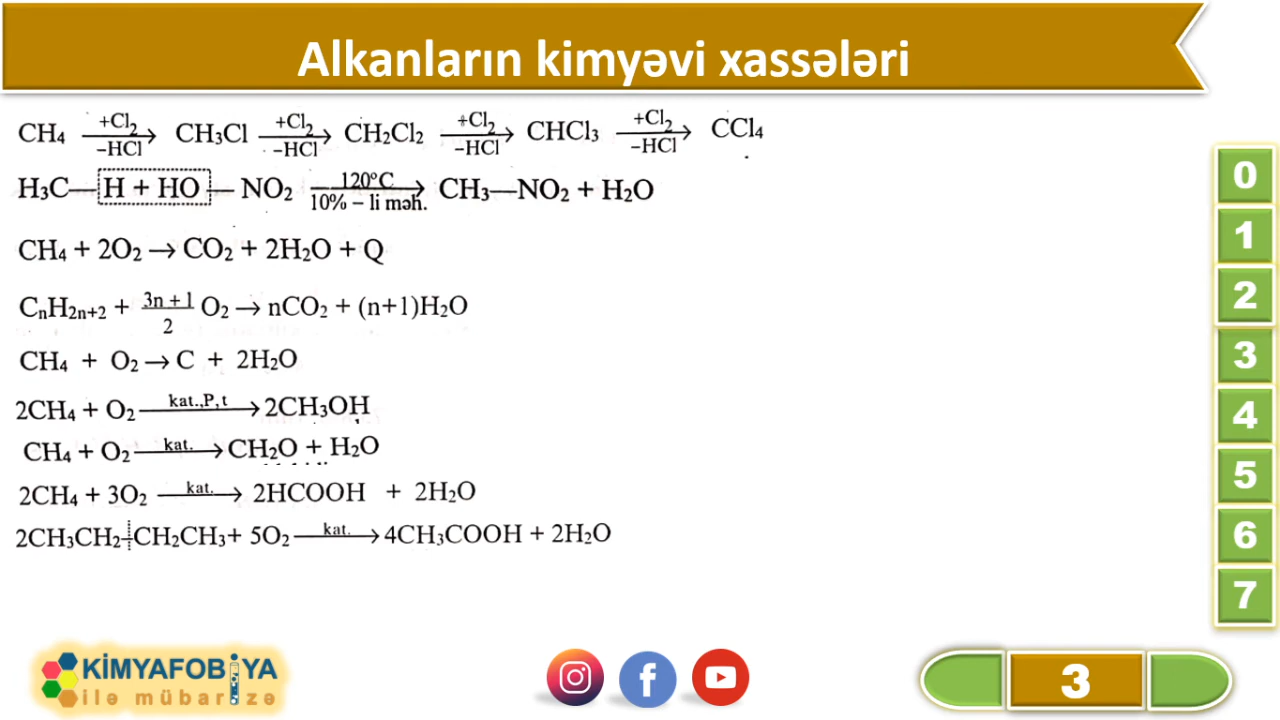 Alkanların kimyəvi xassələri
CH₄ +Cl₂ −HCl → CH₃Cl +Cl₂ −HCl → CH₂Cl₂ +Cl₂ −HCl → CHCl₃ +Cl₂ −HCl → CCl₄
H₃C—H + HO—NO₂ 120°C 10% – li məh. → CH₃—NO₂ + H₂O
CH₄ + 2O₂ → CO₂ + 2H₂O + Q
CₙH₂ₙ₊₂ + 3n + 1 / 2 O₂ → nCO₂ + (n+1)H₂O
CH₄ + O₂ → C + 2H₂O
2CH₄ + O₂ kat.,P,t → 2CH₃OH
CH₄ + O₂ kat. → CH₂O + H₂O
2CH₄ + 3O₂ kat. → 2HCOOH + 2H₂O
2CH₃CH₂-CH₂CH₃+ 5O₂ kat. → 4CH₃COOH + 2H₂O
0
1
2
3
4
5
6
7
KİMYAFOBİYA
ilə mübarizə
3